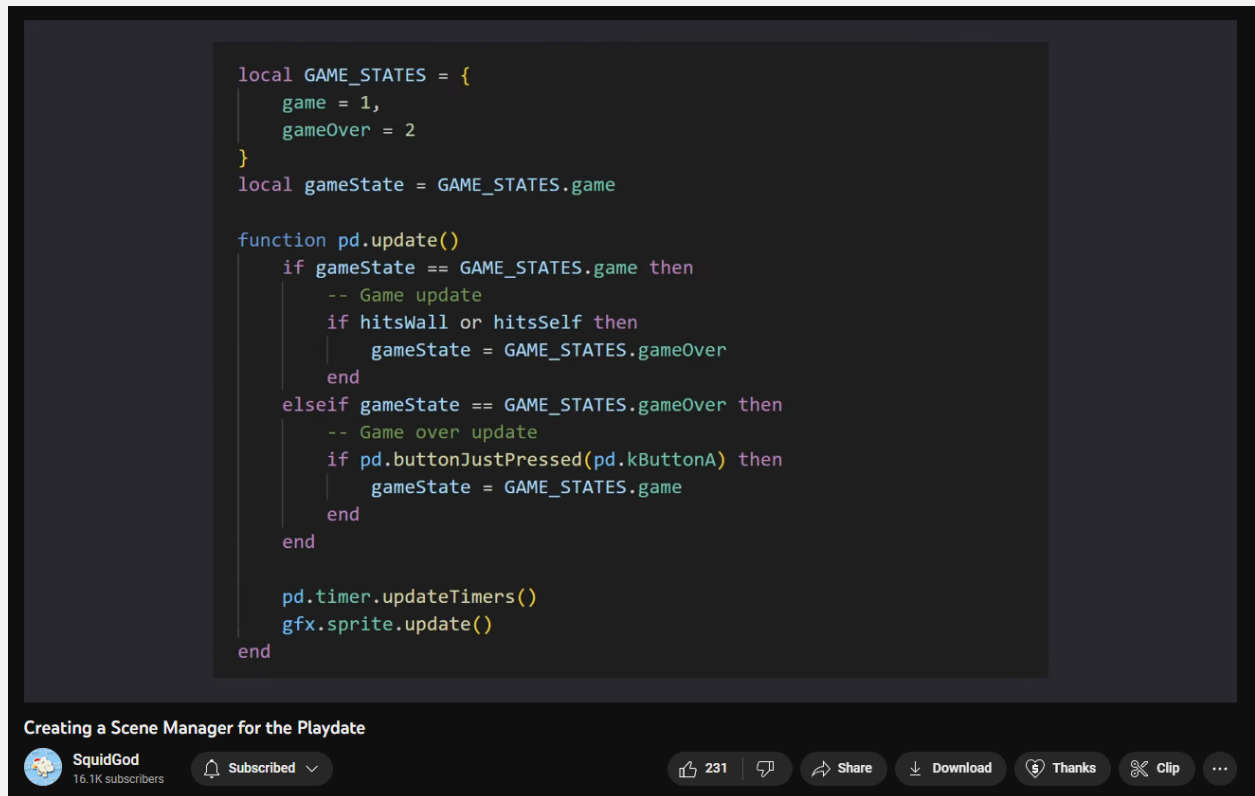 local GAME_STATES = {
    game = 1,
    gameOver = 2
}
local gameState = GAME_STATES.game

function pd.update()
    if gameState == GAME_STATES.game then
        -- Game update
        if hitsWall or hitsSelf then
            gameState = GAME_STATES.gameOver
        end
    elseif gameState == GAME_STATES.gameOver then
        -- Game over update
        if pd.buttonJustPressed(pd.kButtonA) then
            gameState = GAME_STATES.game
        end
    end

    pd.timer.updateTimers()
    gfx.sprite.update()
end
Creating a Scene Manager for the Playdate
SquidGod
16.1K subscribers
Subscribed
231
Share
Download
Thanks
Clip